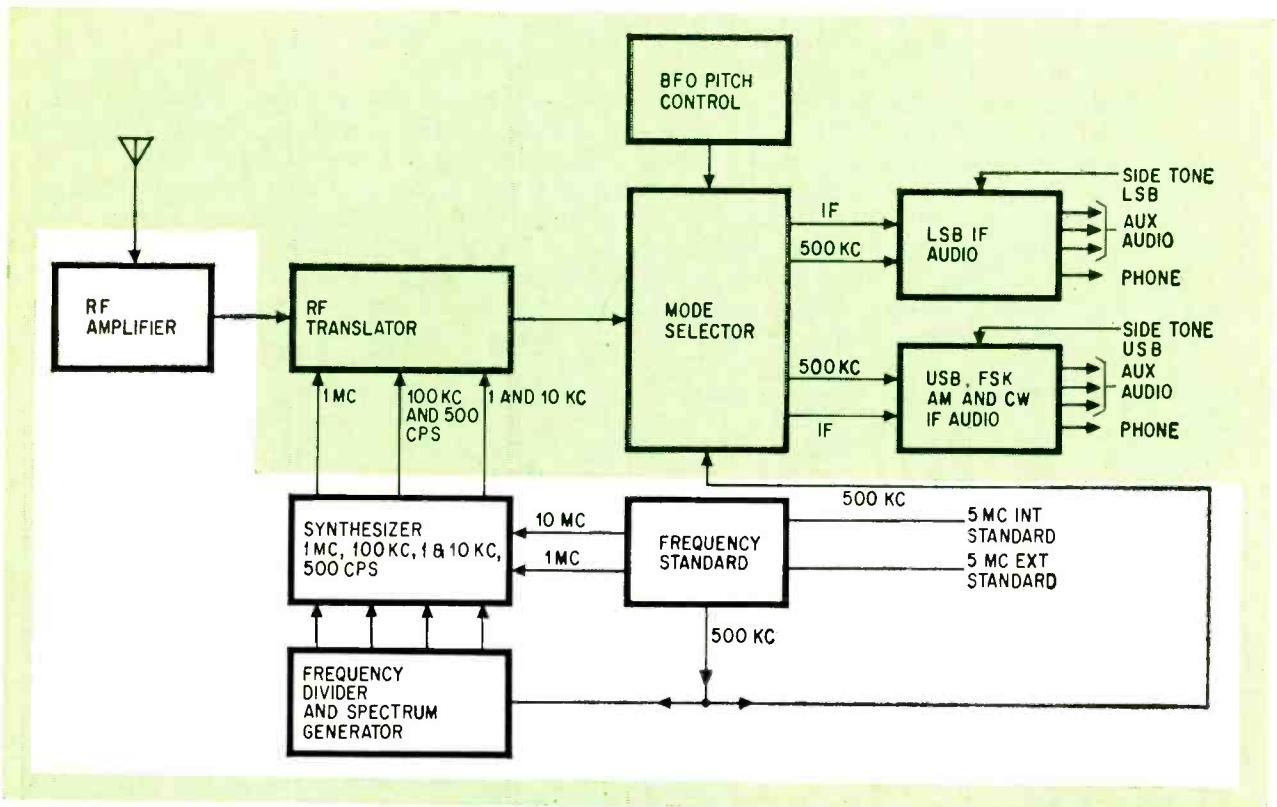 BFO PITCH
CONTROL
RF
AMPLIFIER
RF
TRANSLATOR
MODE
SELECTOR
IF
500 KC
500 KC
IF
LSB IF
AUDIO
SIDE TONE
LSB
AUX
AUDIO
PHONE
USB, FSK
AM AND CW
IF AUDIO
SIDE TONE
USB
AUX
AUDIO
PHONE
1 MC
100 KC
AND 500
CPS
1 AND 10 KC
SYNTHESIZER
1 MC, 100 KC, 1 & 10 KC,
500 CPS
10 MC
1 MC
FREQUENCY
STANDARD
500 KC
5 MC INT
STANDARD
5 MC EXT
STANDARD
500 KC
FREQUENCY
DIVIDER
AND SPECTRUM
GENERATOR